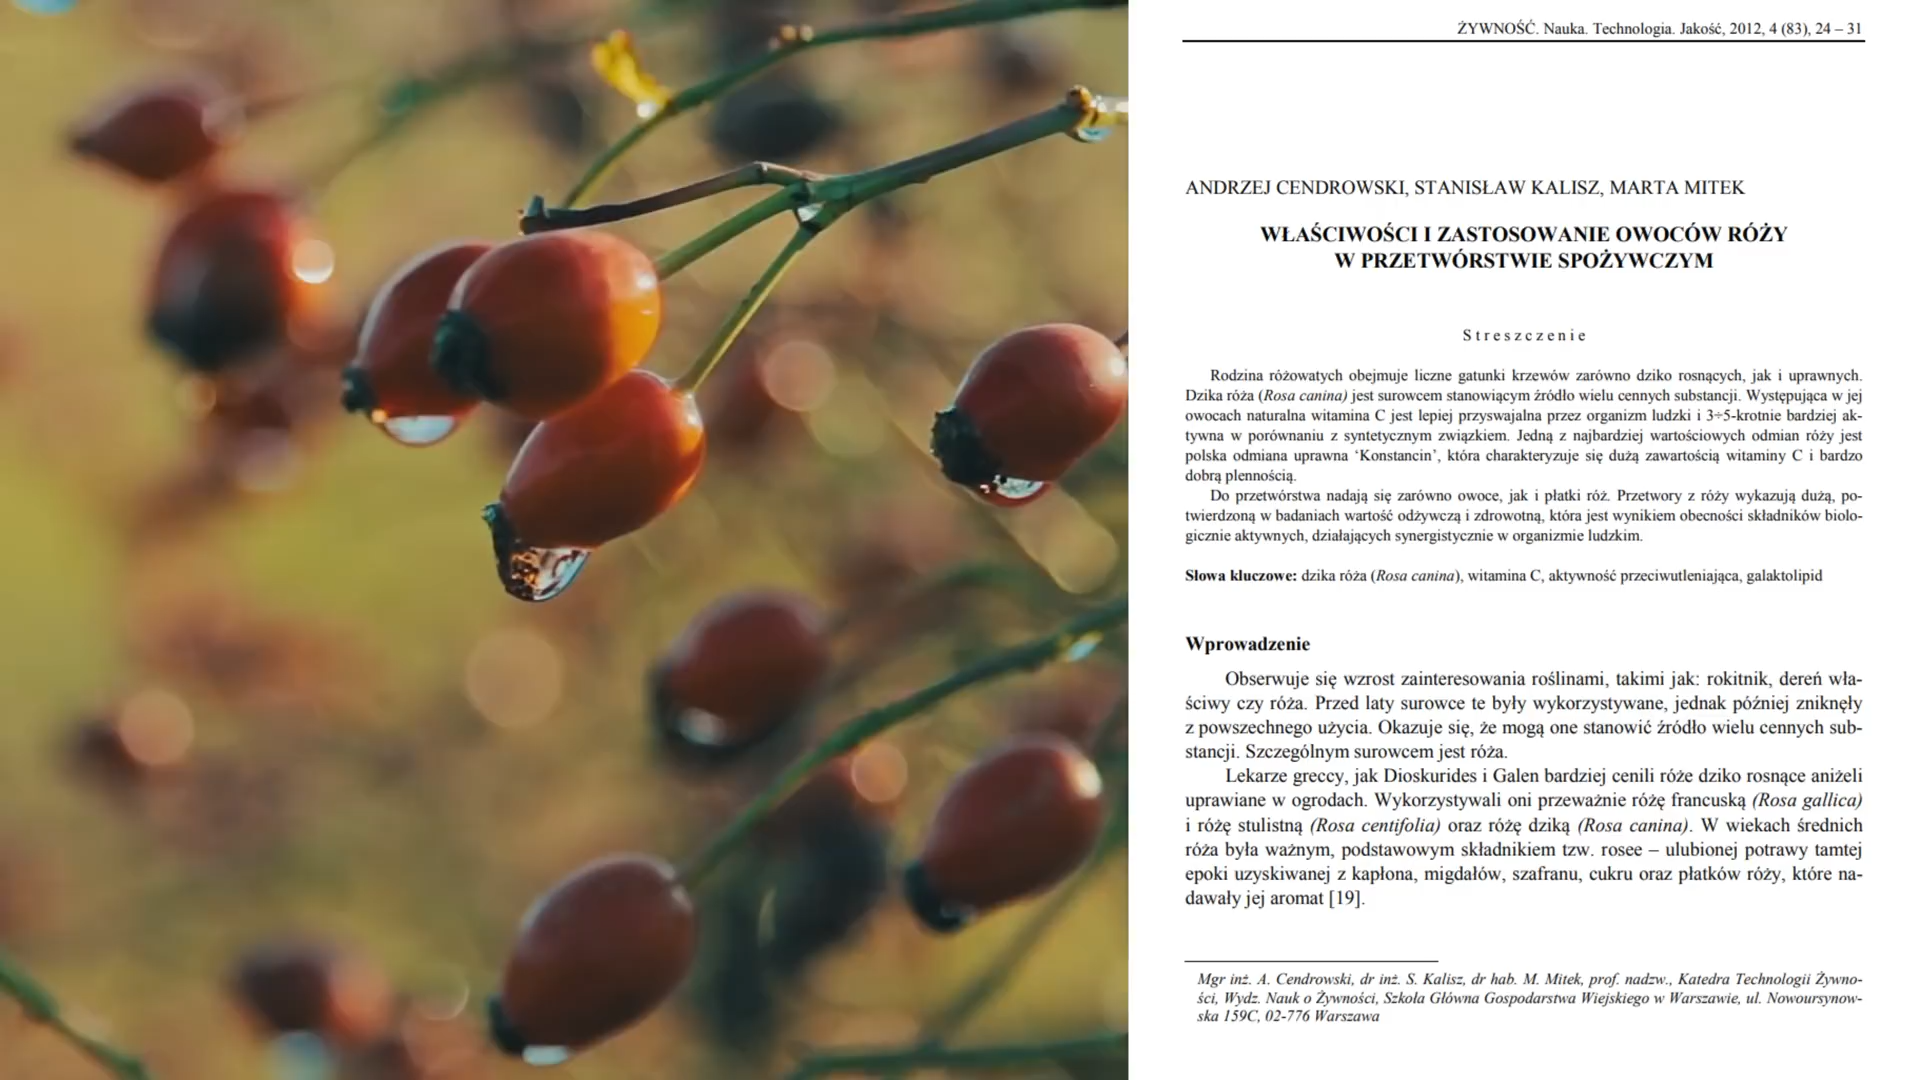 ŻYWNOŚĆ. Nauka. Technologia. Jakość, 2012, 4 (83), 24 – 31
ANDRZEJ CENDROWSKI, STANISŁAW KALISZ, MARTA MITEK
WŁAŚCIWOŚCI I ZASTOSOWANIE OWOCÓW RÓŻY
W PRZETWÓRSTWIE SPOŻYWCZYM
Streszczenie
Rodzina różowatych obejmuje liczne gatunki krzewów zarówno dziko rosnących, jak i uprawnych.
Dzika róża (Rosa canina) jest surowcem stanowiącym źródło wielu cennych substancji. Występująca w jej
owocach naturalna witamina C jest lepiej przyswajalna przez organizm ludzki i 3÷5-krotnie bardziej ak-
tywna w porównaniu z syntetycznym związkiem. Jedną z najbardziej wartościowych odmian róży jest
polska odmiana uprawna ‘Konstancin’, która charakteryzuje się dużą zawartością witaminy C i bardzo
dobrą plennością.
Do przetwórstwa nadają się zarówno owoce, jak i płatki róż. Przetwory z róży wykazują dużą, po-
twierdzoną w badaniach wartość odżywczą i zdrowotną, która jest wynikiem obecności składników biolo-
gicznie aktywnych, działających synergistycznie w organizmie ludzkim.
Słowa kluczowe: dzika róża (Rosa canina), witamina C, aktywność przeciwutleniająca, galaktolipid
Wprowadzenie
Obserwuje się wzrost zainteresowania roślinami, takimi jak: rokitnik, dereń wła-
ściwy czy róża. Przed laty surowce te były wykorzystywane, jednak później zniknęły
z powszechnego użycia. Okazuje się, że mogą one stanowić źródło wielu cennych sub-
stancji. Szczególnym surowcem jest róża.
Lekarze greccy, jak Dioskurides i Galen bardziej cenili róże dziko rosnące aniżeli
uprawiane w ogrodach. Wykorzystywali oni przeważnie różę francuską (Rosa gallica)
i różę stulistną (Rosa centifolia) oraz różę dziką (Rosa canina). W wiekach średnich
róża była ważnym, podstawowym składnikiem tzw. rosee – ulubionej potrawy tamtej
epoki uzyskiwanej z kapłona, migdałów, szafranu, cukru oraz płatków róży, które na-
dawały jej aromat [19].
Mgr inż. A. Cendrowski, dr inż. S. Kalisz, dr hab. M. Mitek, prof. nadzw., Katedra Technologii Żywno-
ści, Wydz. Nauk o Żywności, Szkoła Główna Gospodarstwa Wiejskiego w Warszawie, ul. Nowoursynow-
ska 159C, 02-776 Warszawa